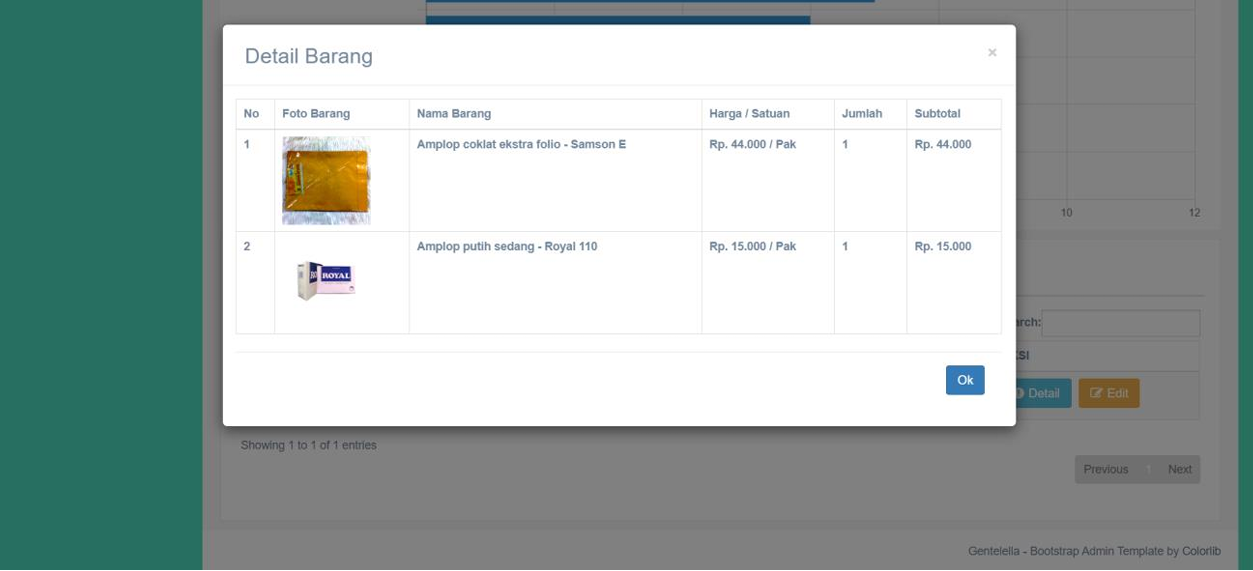 Detail Barang
×
No Foto Barang Nama Barang Harga / Satuan Jumlah Subtotal
1 Amplop coklat ekstra folio - Samson E Rp. 44.000 / Pak 1 Rp. 44.000
2 Amplop putih sedang - Royal 110 Rp. 15.000 / Pak 1 Rp. 15.000
ROYAL
Ok
10 12
Detail Edit
Showing 1 to 1 of 1 entries
Previous 1 Next
Gentelella - Bootstrap Admin Template by Colorlib